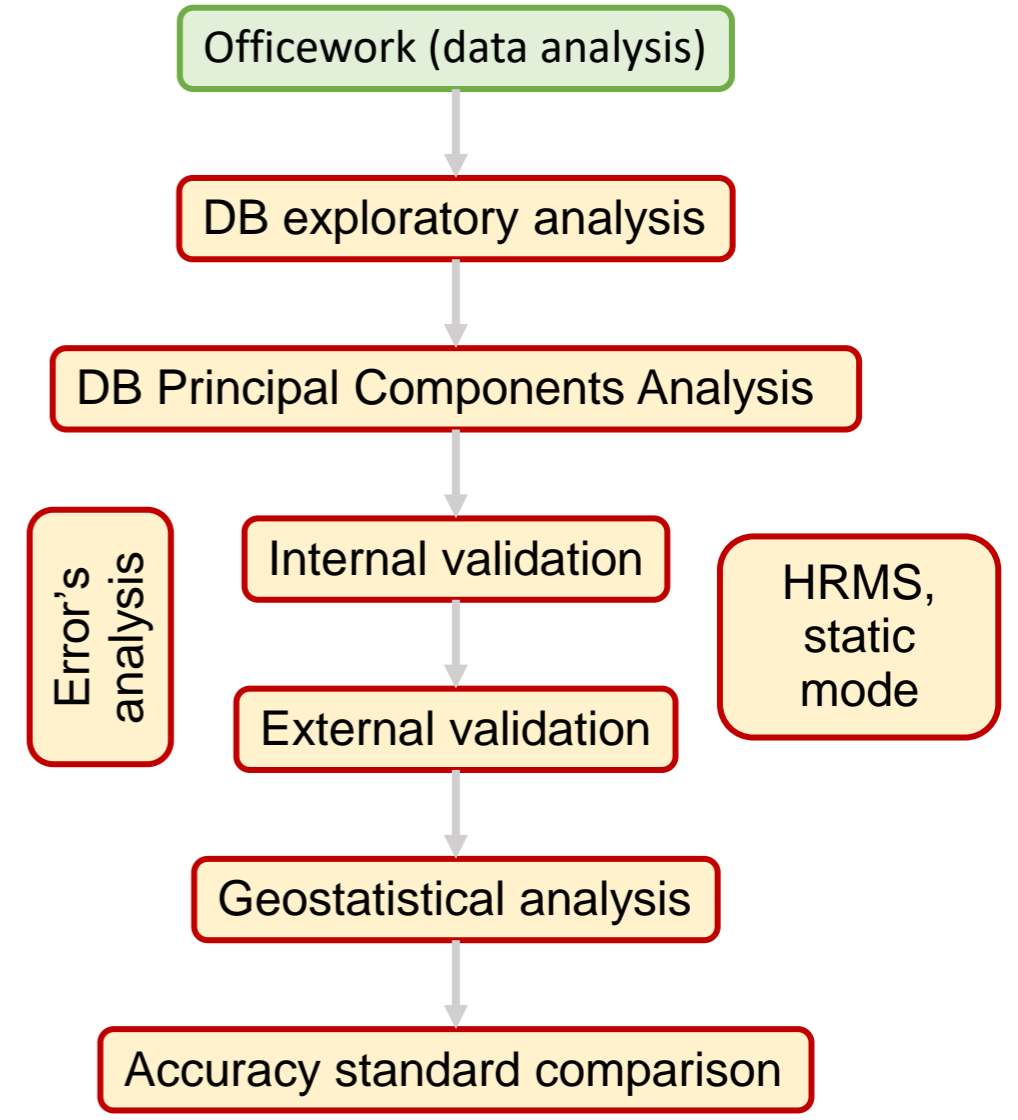 Officework (data analysis)
DB exploratory analysis
DB Principal Components Analysis
Error's
analysis
Internal validation
HRMS,
static
mode
External validation
Geostatistical analysis
Accuracy standard comparison